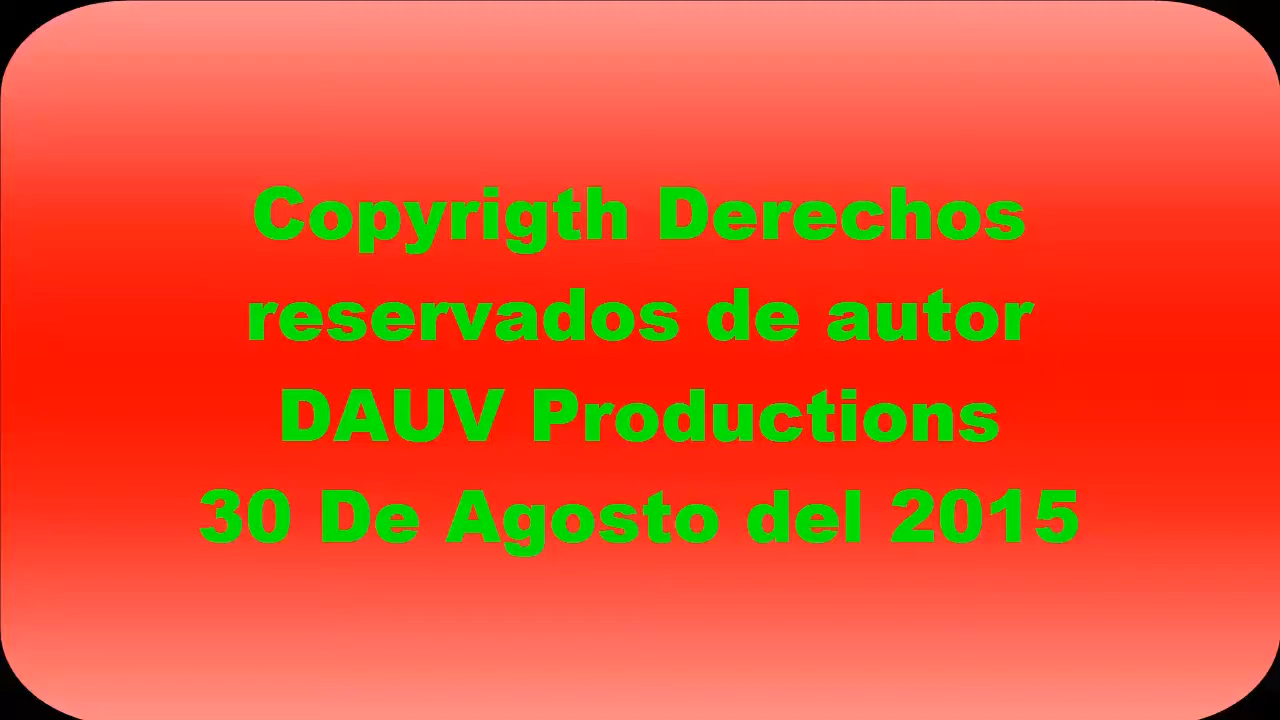 Copyrigth Derechos
reservados de autor
DAUV Productions
30 De Agosto del 2015